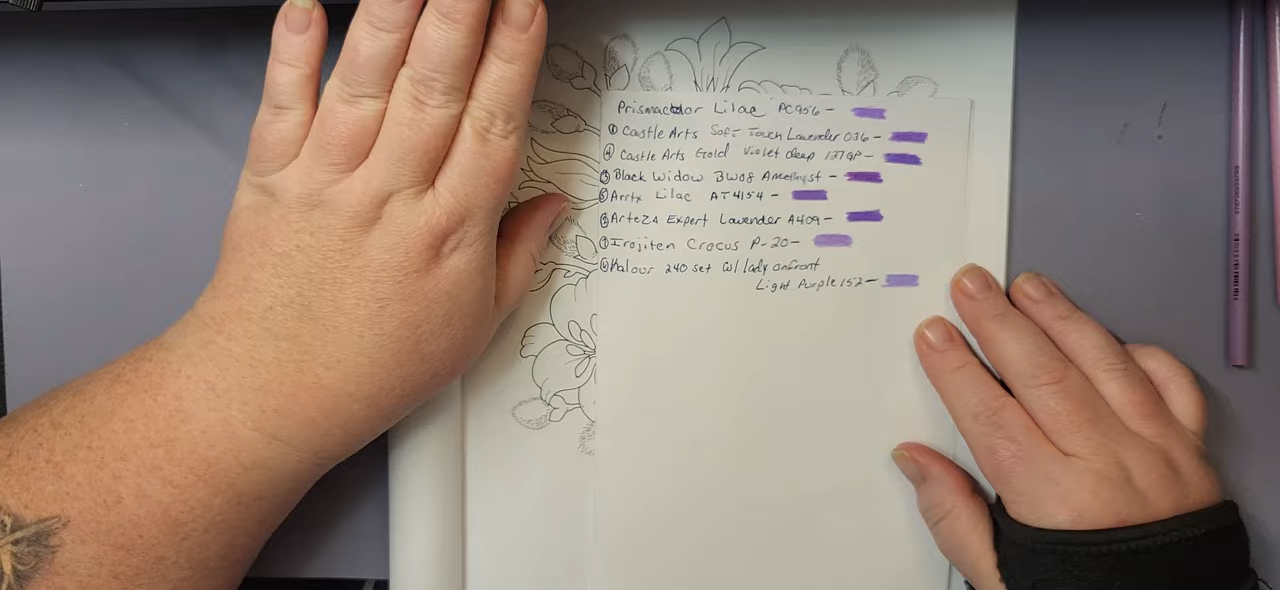 Prismacolor Lilac PC956 -
① Castle Arts Soft Touch Lavender 036 -
④ Castle Arts Gold Violet deep 137GP -
③ Black Widow BW08 Amethyst -
⑤ Arrtx Lilac AT4154 -
Arteza Expert Lavender A409 -
⑦ Irojiten Crocus P-20 -
⑥ Kalour 240 set w/ lady on front
Light Purple 152 -